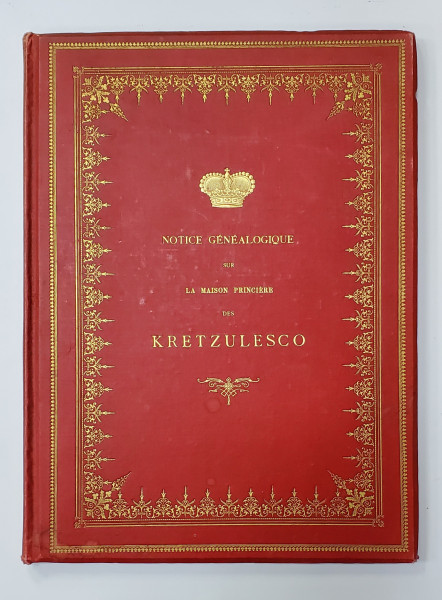 NOTICE GÉNÉALOGIQUE
SUR
LA MAISON PRINCIÈRE
DES
KRETZULESCO